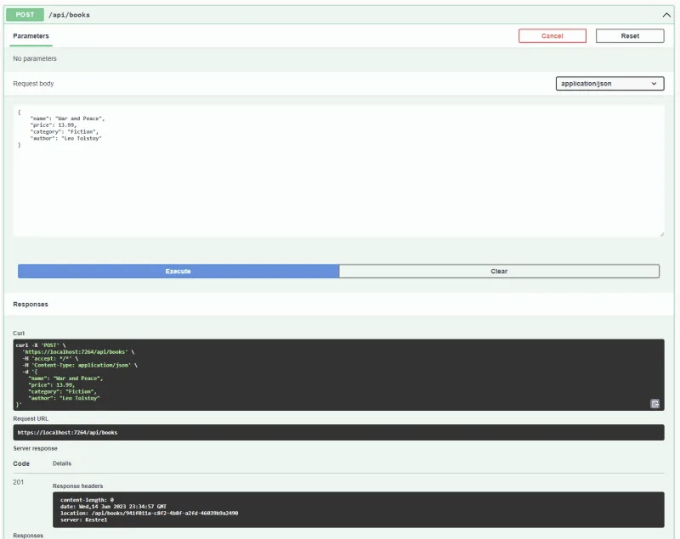 POST /api/books
Parameters Cancel Reset
No parameters
Request body application/json
{
"name": "War and Peace",
"price": 13.99,
"category": "Fiction",
"author": "Leo Tolstoy"
}
Execute Clear
Responses
Curl
curl -X 'POST' \
'https://localhost:7264/api/books' \
-H 'accept: */*' \
-H 'Content-Type: application/json' \
-d '{
"name": "War and Peace",
"price": 13.99,
"category": "Fiction",
"author": "Leo Tolstoy"
}'
Request URL
https://localhost:7264/api/books
Server response
Code Details
201 Response headers
content-length: 0
date: Wed,14 Jun 2023 23:34:57 GMT
location:
server: Kestrel
Responses